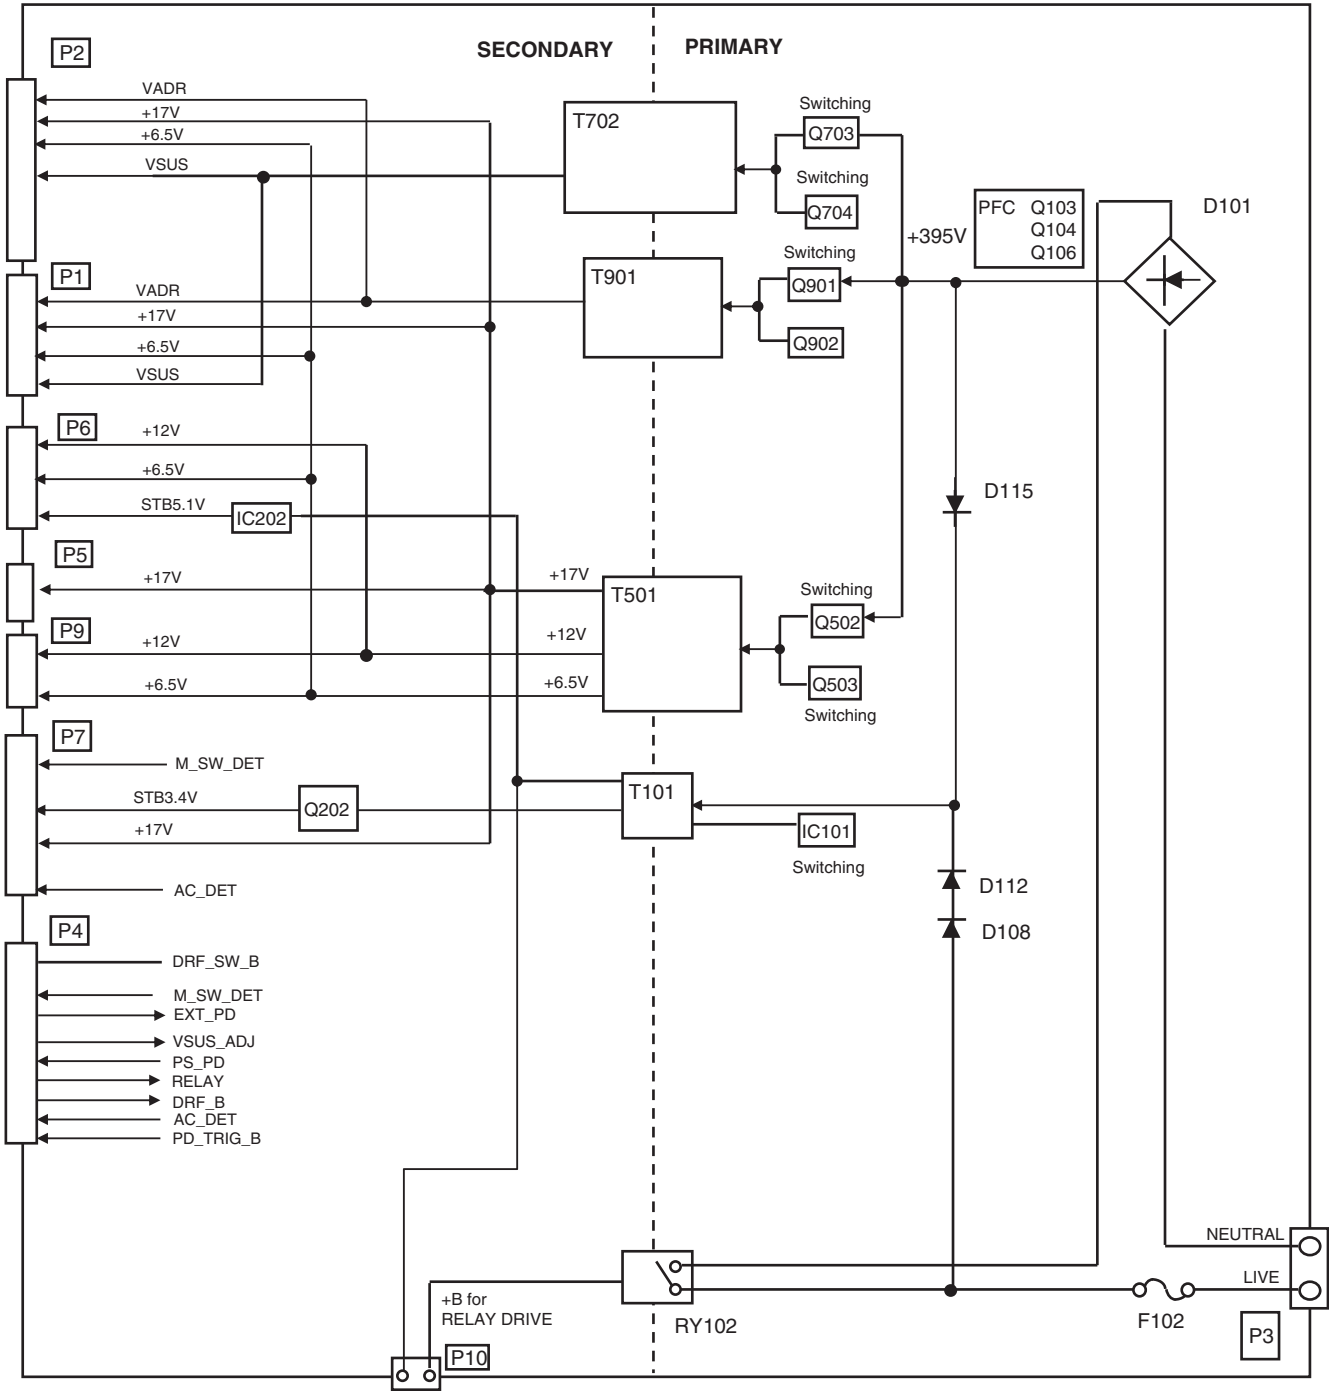 P2
SECONDARY
PRIMARY
VADR
+17V
+6.5V
VSUS
T702
Switching
Q703
Switching
Q704
+395V
PFC Q103
Q104
Q106
D101
P1
VADR
+17V
+6.5V
VSUS
T901
Switching
Q901
Q902
P6
+12V
+6.5V
STB5.1V
IC202
D115
P5
+17V
+17V
T501
Switching
Q502
P9
+12V
+12V
+6.5V
+6.5V
Q503
Switching
P7
M_SW_DET
STB3.4V
Q202
+17V
AC_DET
T101
IC101
Switching
D112
D108
P4
DRF_SW_B
M_SW_DET
EXT_PD
VSUS_ADJ
PS_PD
RELAY
DRF_B
AC_DET
PD_TRIG_B
NEUTRAL
LIVE
+B for
RELAY DRIVE
RY102
F102
P3
P10